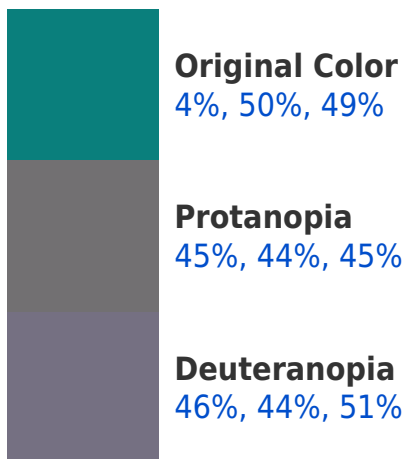 Original Color
4%, 50%, 49%
Protanopia
45%, 44%, 45%
Deuteranopia
46%, 44%, 51%